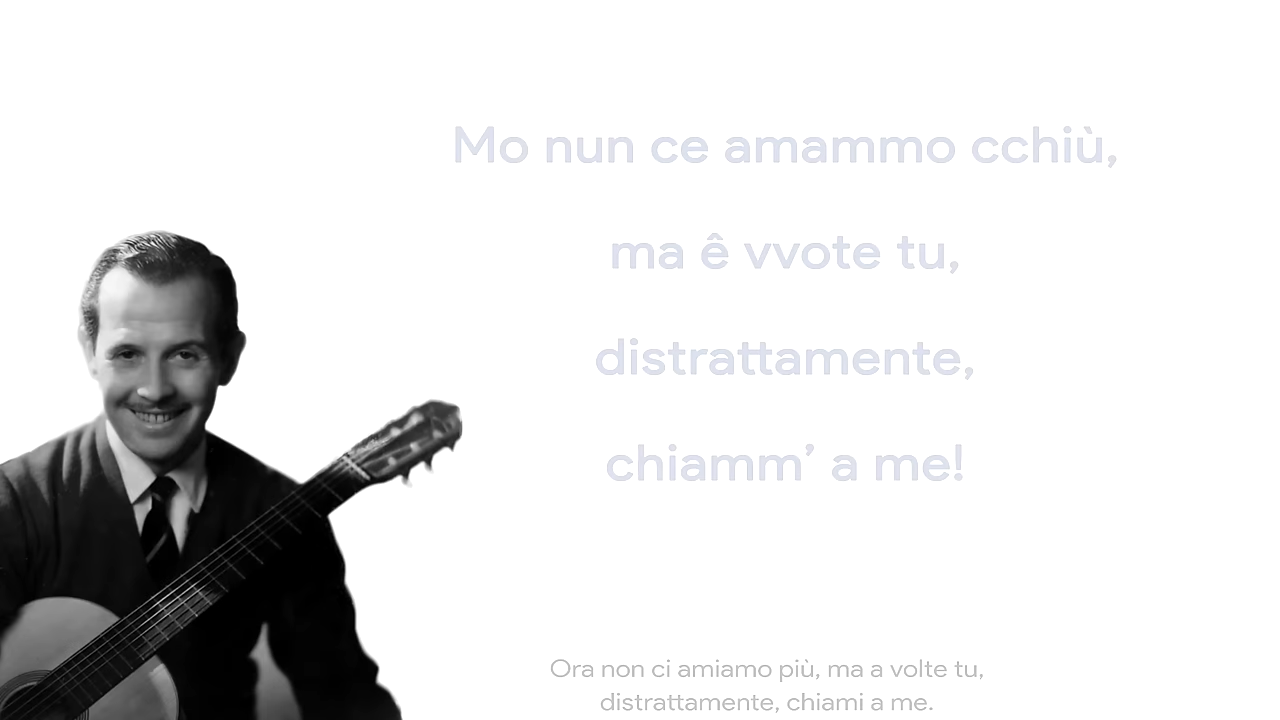 Mo nun ce amammo cchiù,
ma ê vvote tu,
distrattamente,
chiamm’ a me!
Ora non ci amiamo più, ma a volte tu,
distrattamente, chiami a me.